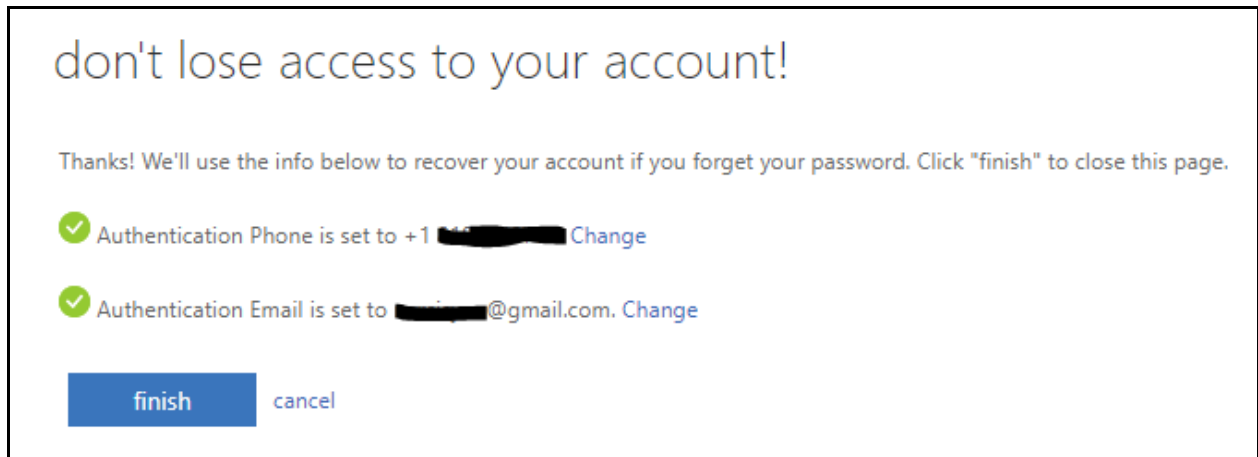 don't lose access to your account!
Thanks! We'll use the info below to recover your account if you forget your password. Click "finish" to close this page.
Authentication Phone is set to +1 Change
Authentication Email is set to @gmail.com. Change
finish cancel